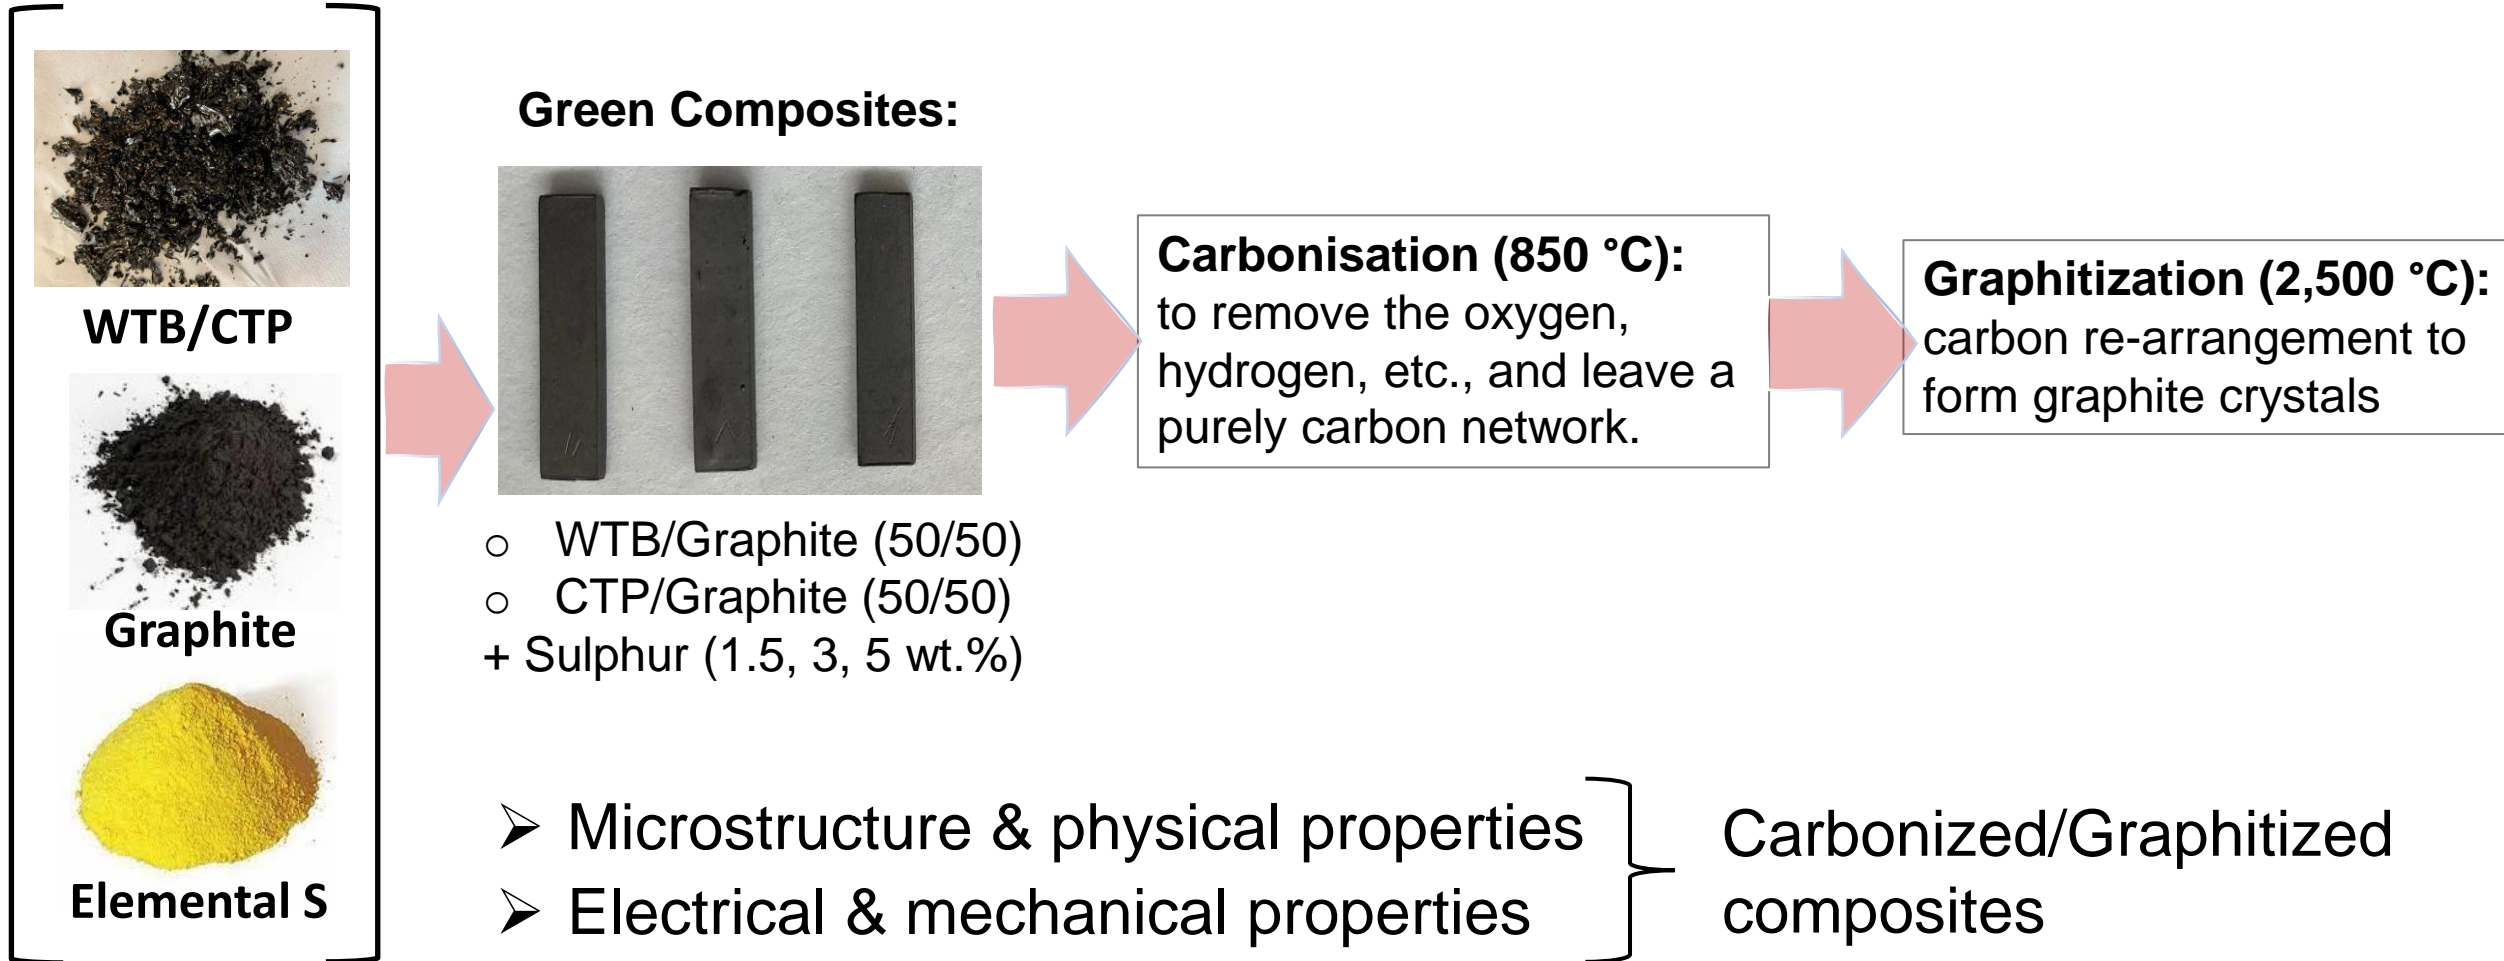 WTB/CTP
Graphite
Elemental S
Green Composites:
○ WTB/Graphite (50/50)
○ CTP/Graphite (50/50)
+ Sulphur (1.5, 3, 5 wt.%)
Carbonisation (850 °C):
to remove the oxygen,
hydrogen, etc., and leave a
purely carbon network.
Graphitization (2,500 °C):
carbon re-arrangement to
form graphite crystals
➢ Microstructure & physical properties
➢ Electrical & mechanical properties
Carbonized/Graphitized
composites